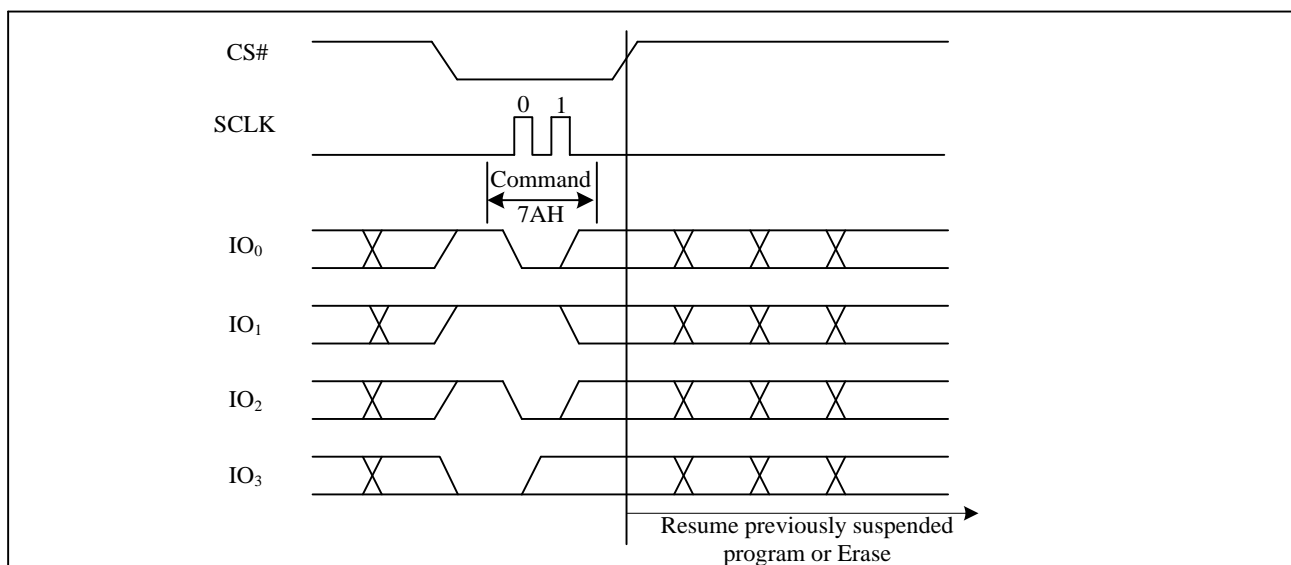 CS#
0 1
SCLK
Command
7AH
IO₀
IO₁
IO₂
IO₃
Resume previously suspended
program or Erase